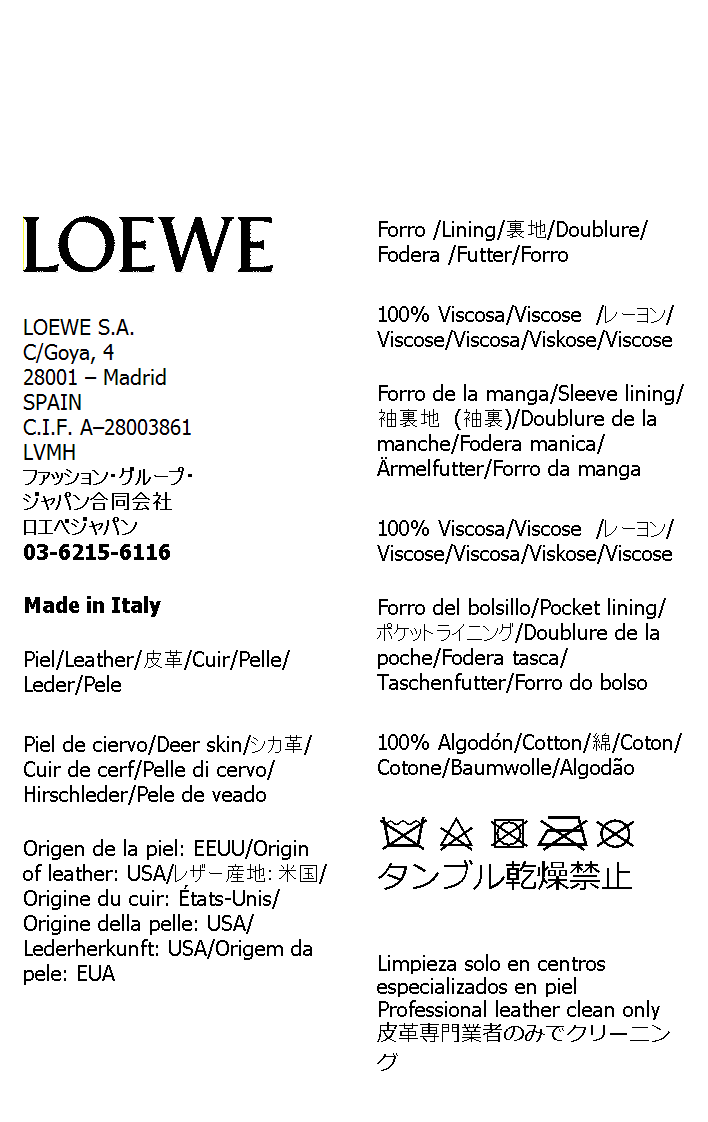 LOEWE
LOEWE S.A.
C/Goya, 4
28001 – Madrid
SPAIN
C.I.F. A–28003861
LVMH
ファッション・グループ・
ジャパン合同会社
ロエベジャパン
03-6215-6116
Made in Italy
Piel/Leather/皮革/Cuir/Pelle/
Leder/Pele
Piel de ciervo/Deer skin/シカ革/
Cuir de cerf/Pelle di cervo/
Hirschleder/Pele de veado
Origen de la piel: EEUU/Origin
of leather: USA/レザー産地: 米国/
Origine du cuir: États-Unis/
Origine della pelle: USA/
Lederherkunft: USA/Origem da
pele: EUA
Forro /Lining/裏地/Doublure/
Fodera /Futter/Forro
100% Viscosa/Viscose  /レーヨン/
Viscose/Viscosa/Viskose/Viscose
Forro de la manga/Sleeve lining/
袖裏地  (袖裏)/Doublure de la
manche/Fodera manica/
Ärmelfutter/Forro da manga
100% Viscosa/Viscose  /レーヨン/
Viscose/Viscosa/Viskose/Viscose
Forro del bolsillo/Pocket lining/
ポケットライニング/Doublure de la
poche/Fodera tasca/
Taschenfutter/Forro do bolso
100% Algodón/Cotton/綿/Coton/
Cotone/Baumwolle/Algodão
タンブル乾燥禁止
Limpieza solo en centros
especializados en piel
Professional leather clean only
皮革専門業者のみでクリーニン
グ